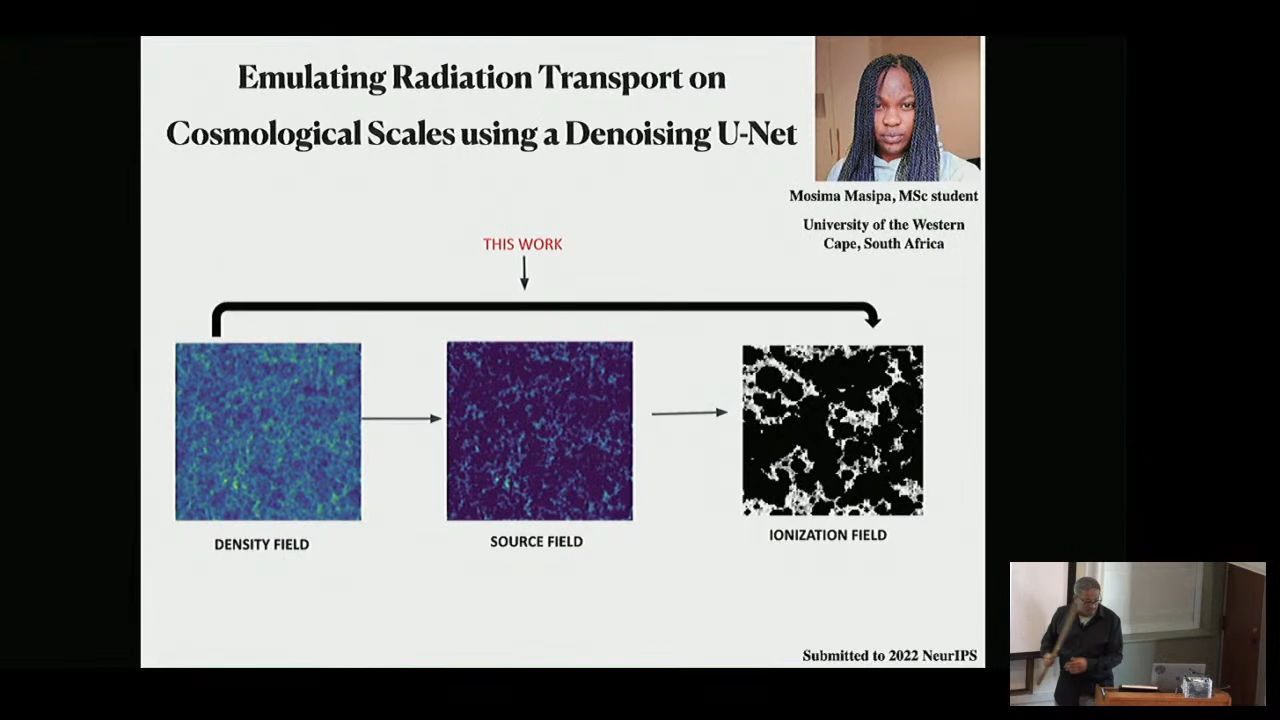 Emulating Radiation Transport on
Cosmological Scales using a Denoising U-Net
Mosima Masipa, MSc student
University of the Western
Cape, South Africa
THIS WORK
DENSITY FIELD
SOURCE FIELD
IONIZATION FIELD
Submitted to 2022 NeurIPS